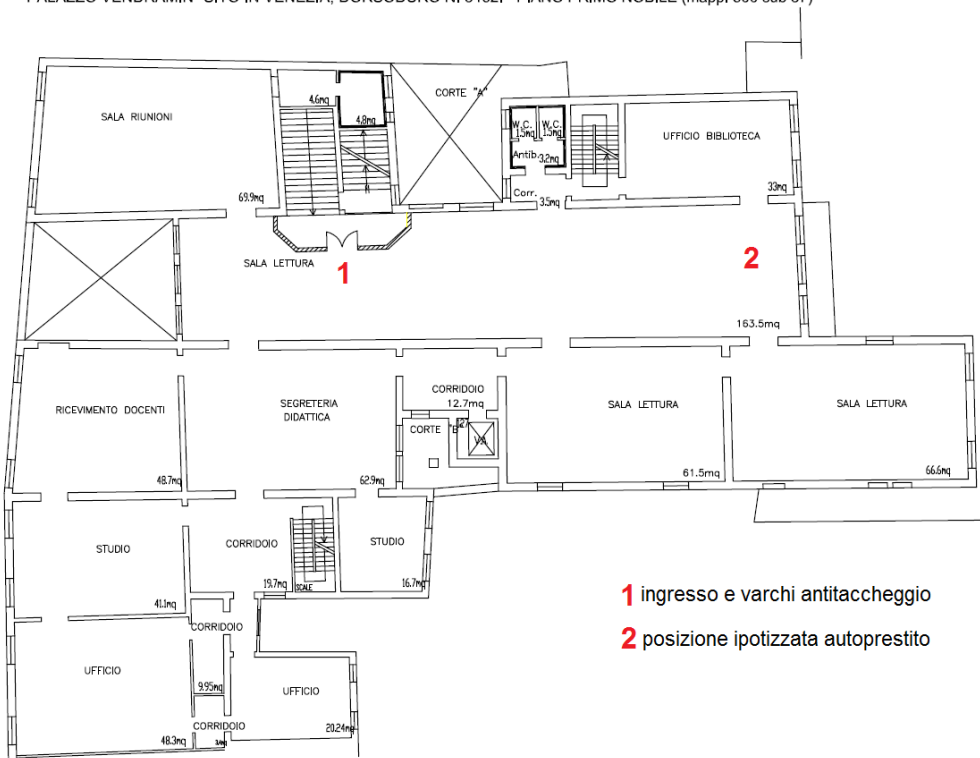 SALA RIUNIONI
69.9mq
4.6mq
4.8mq
CORTE "A"
W.C.
1.5mq
W.C.
1.5mq
Antib.
3.2mq
Corr.
3.5mq
UFFICIO BIBLIOTECA
33mq
SALA LETTURA
1
2
163.5mq
RICEVIMENTO DOCENTI
48.7mq
SEGRETERIA
DIDATTICA
62.9mq
CORRIDOIO
12.7mq
CORTE "B"
SALA LETTURA
61.5mq
SALA LETTURA
66.6mq
STUDIO
41.1mq
CORRIDOIO
19.7mq
SCALE
STUDIO
16.7mq
1 ingresso e varchi antitaccheggio
2 posizione ipotizzata autoprestito
CORRIDOIO
UFFICIO
48.3mq
9.95mq
UFFICIO
20.24mq
CORRIDOIO